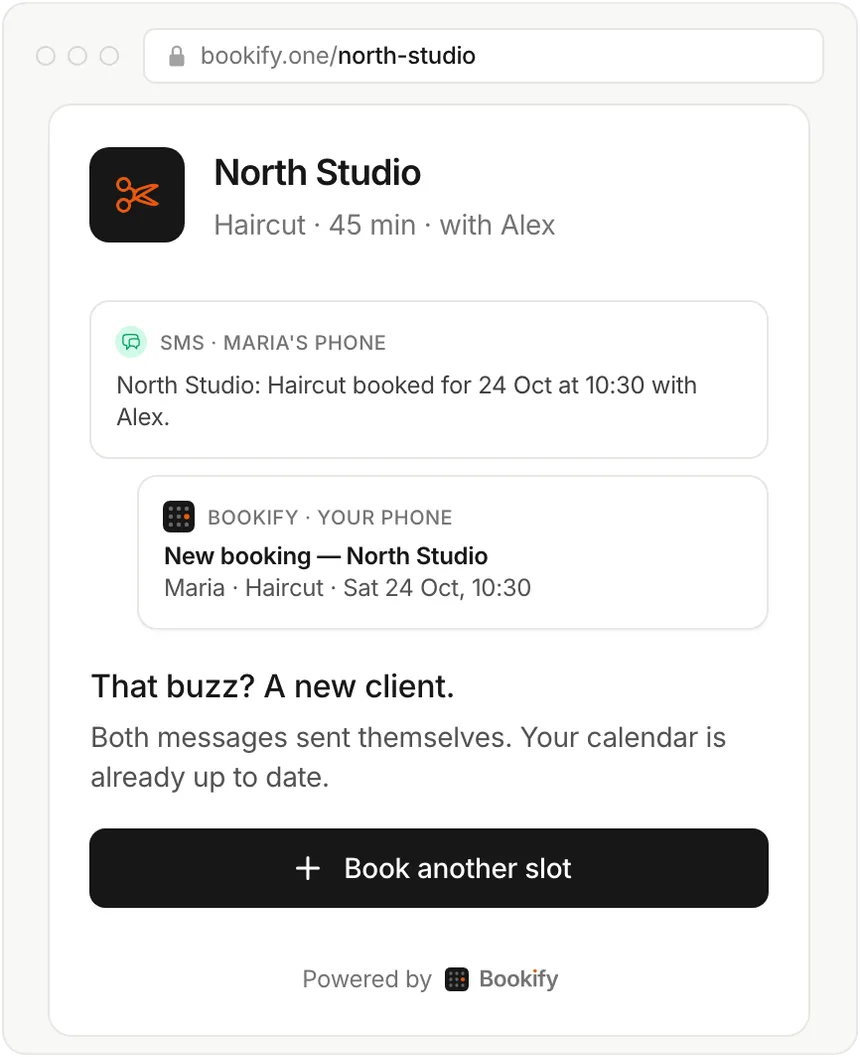 bookify.one/north-studio
North Studio
Haircut · 45 min · with Alex
SMS · MARIA'S PHONE
North Studio: Haircut booked for 24 Oct at 10:30 with
Alex.
BOOKIFY · YOUR PHONE
New booking — North Studio
Maria · Haircut · Sat 24 Oct, 10:30
That buzz? A new client.
Both messages sent themselves. Your calendar is
already up to date.
Book another slot
Powered by Bookify